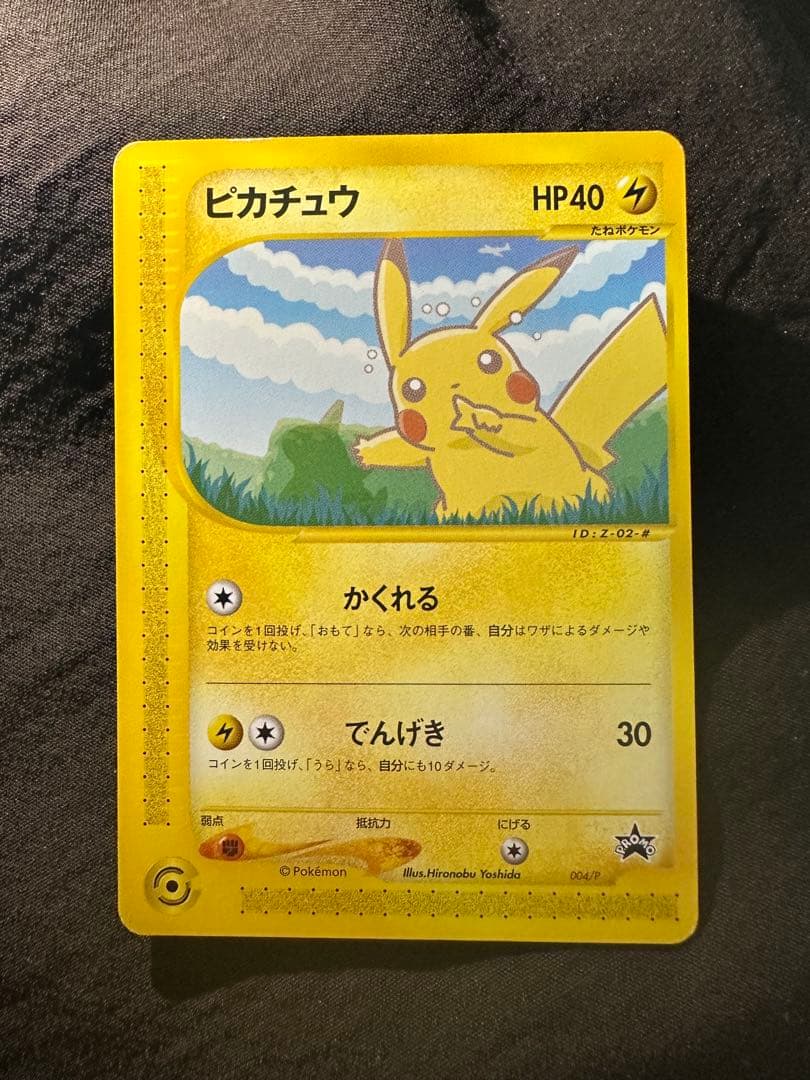 ピカチュウ HP40
たねポケモン
ID:Z-02-#
かくれる
コインを1回投げ、「おもて」なら、次の相手の番、自分はワザによるダメージや
効果を受けない。
でんげき 30
コインを1回投げ、「うら」なら、自分にも10ダメージ。
弱点 抵抗力 にげる
PROMO
©Pokémon Illus.Hironobu Yoshida 004/P